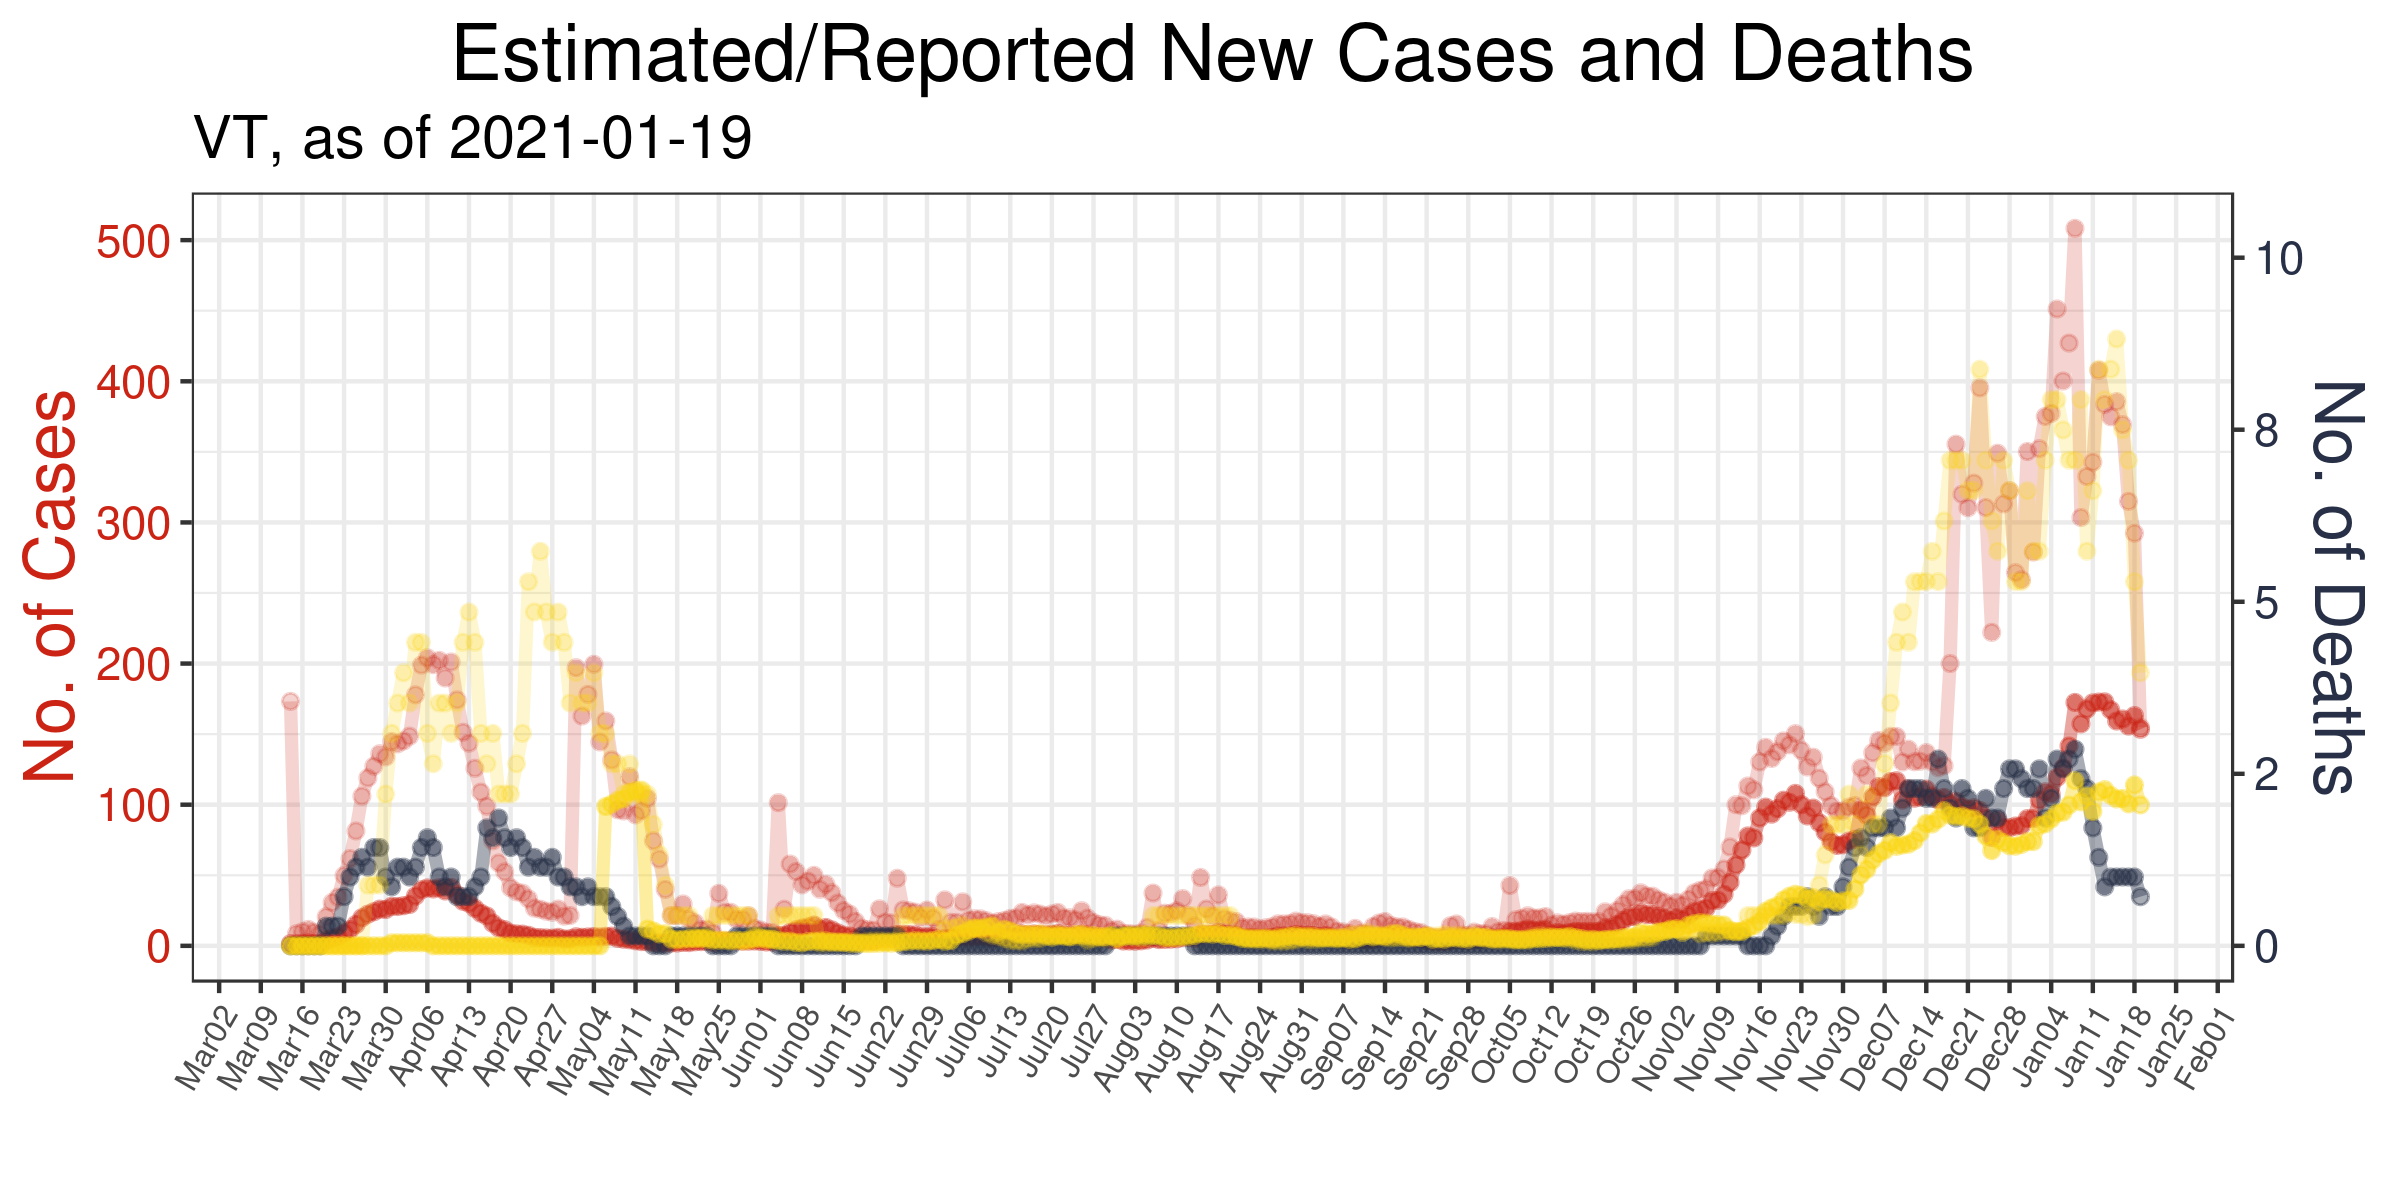 Estimated/Reported New Cases and Deaths
VT, as of 2021-01-19
No. of Cases
500
400
300
200
100
0
10
8
5
2
0
No. of Deaths
Mar02 Mar09 Mar16 Mar23 Mar30 Apr06 Apr13 Apr20 Apr27 May04 May11 May18 May25 Jun01 Jun08 Jun15 Jun22 Jun29 Jul06 Jul13 Jul20 Jul27 Aug03 Aug10 Aug17 Aug24 Aug31 Sep07 Sep14 Sep21 Sep28 Oct05 Oct12 Oct19 Oct26 Nov02 Nov09 Nov16 Nov23 Nov30 Dec07 Dec14 Dec21 Dec28 Jan04 Jan11 Jan18 Jan25 Feb01